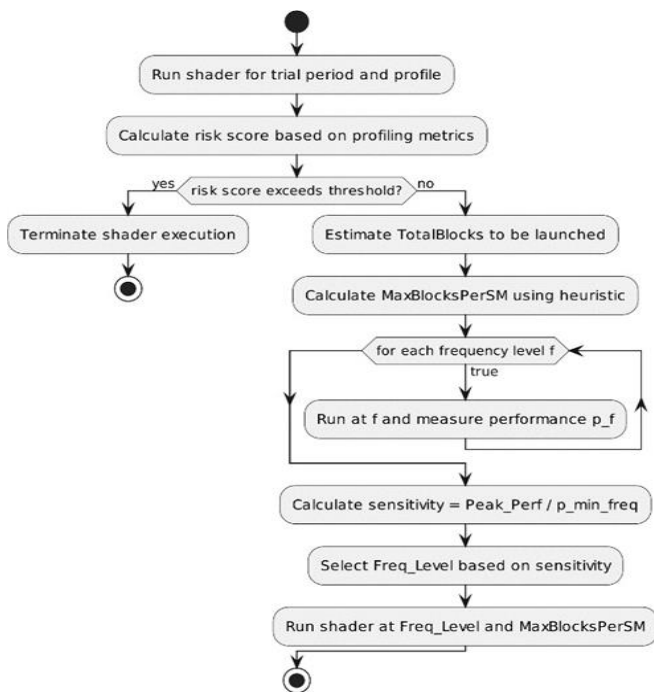 Run shader for trial period and profile
Calculate risk score based on profiling metrics
yes
risk score exceeds threshold?
no
Terminate shader execution
Estimate TotalBlocks to be launched
Calculate MaxBlocksPerSM using heuristic
for each frequency level f
true
Run at f and measure performance p_f
Calculate sensitivity = Peak_Perf / p_min_freq
Select Freq_Level based on sensitivity
Run shader at Freq_Level and MaxBlocksPerSM